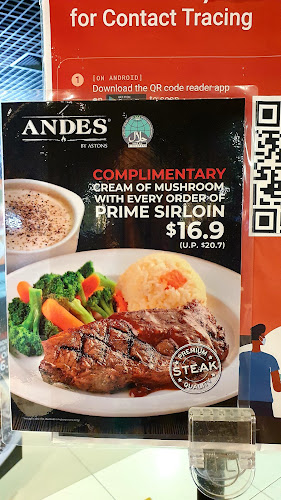 for Contact Tracing
1
[ON ANDROID]
Download the QR code reader app
ANDES
BY ASTONS
COMPLIMENTARY
CREAM OF MUSHROOM
WITH EVERY ORDER OF
PRIME SIRLOIN
$16.9
(U.P. $20.7)
PREMIUM
STEAK
QUALITY